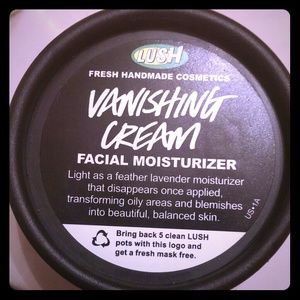 LUSH
FRESH HANDMADE COSMETICS
VANISHING
CREAM
FACIAL MOISTURIZER
Light as a feather lavender moisturizer
that disappears once applied,
transforming oily areas and blemishes
into beautiful, balanced skin.
US•1A
Bring back 5 clean LUSH
pots with this logo and
get a fresh mask free.